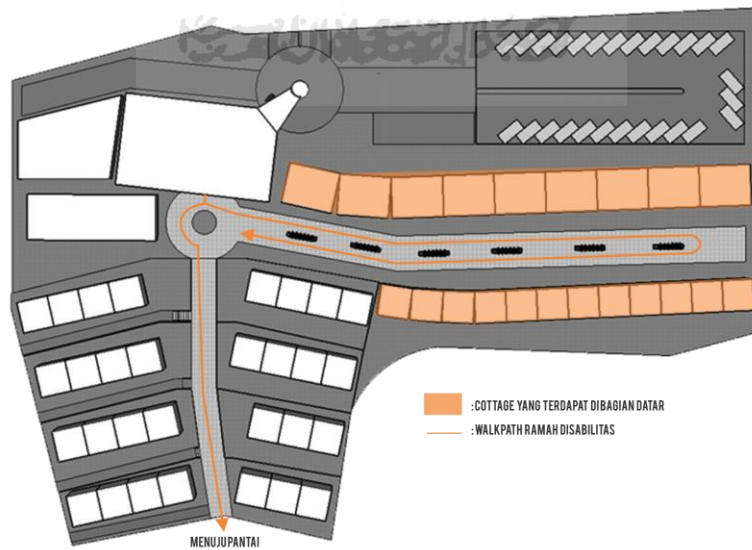 : COTTAGE YANG TERDAPAT DIBAGIAN DATAR
: WALKPATH RAMAH DISABILITAS
MENUJU PANTAI